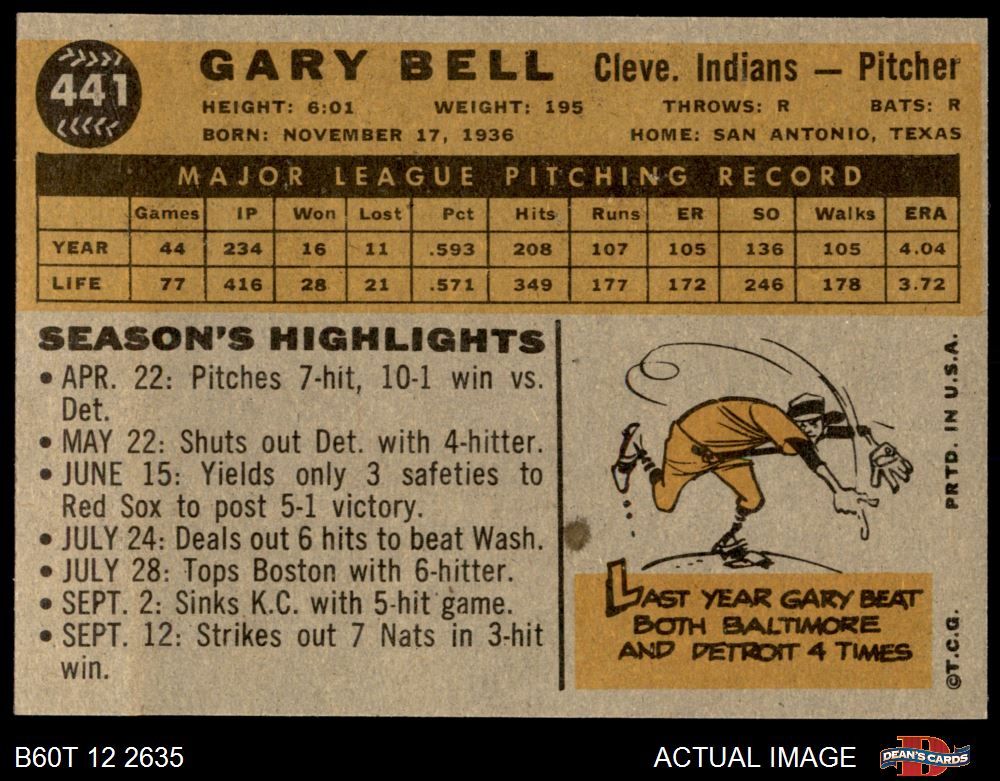 441
GARY BELL Cleve. Indians — Pitcher
HEIGHT: 6:01 WEIGHT: 195 THROWS: R BATS: R
BORN: NOVEMBER 17, 1936 HOME: SAN ANTONIO, TEXAS
MAJOR LEAGUE PITCHING RECORD
Games IP Won Lost Pct Hits Runs ER SO Walks ERA
YEAR 44 234 16 11 .593 208 107 105 136 105 4.04
LIFE 77 416 28 21 .571 349 177 172 246 178 3.72
SEASON'S HIGHLIGHTS
• APR. 22: Pitches 7-hit, 10-1 win vs.
Det.
• MAY 22: Shuts out Det. with 4-hitter.
• JUNE 15: Yields only 3 safeties to
Red Sox to post 5-1 victory.
• JULY 24: Deals out 6 hits to beat Wash.
• JULY 28: Tops Boston with 6-hitter.
• SEPT. 2: Sinks K.C. with 5-hit game.
• SEPT. 12: Strikes out 7 Nats in 3-hit
win.
LAST YEAR GARY BEAT
BOTH BALTIMORE
AND DETROIT 4 TIMES
©T.C.G. PRTD. IN U.S.A.
B60T 12 2635 ACTUAL IMAGE DEAN'S CARDS